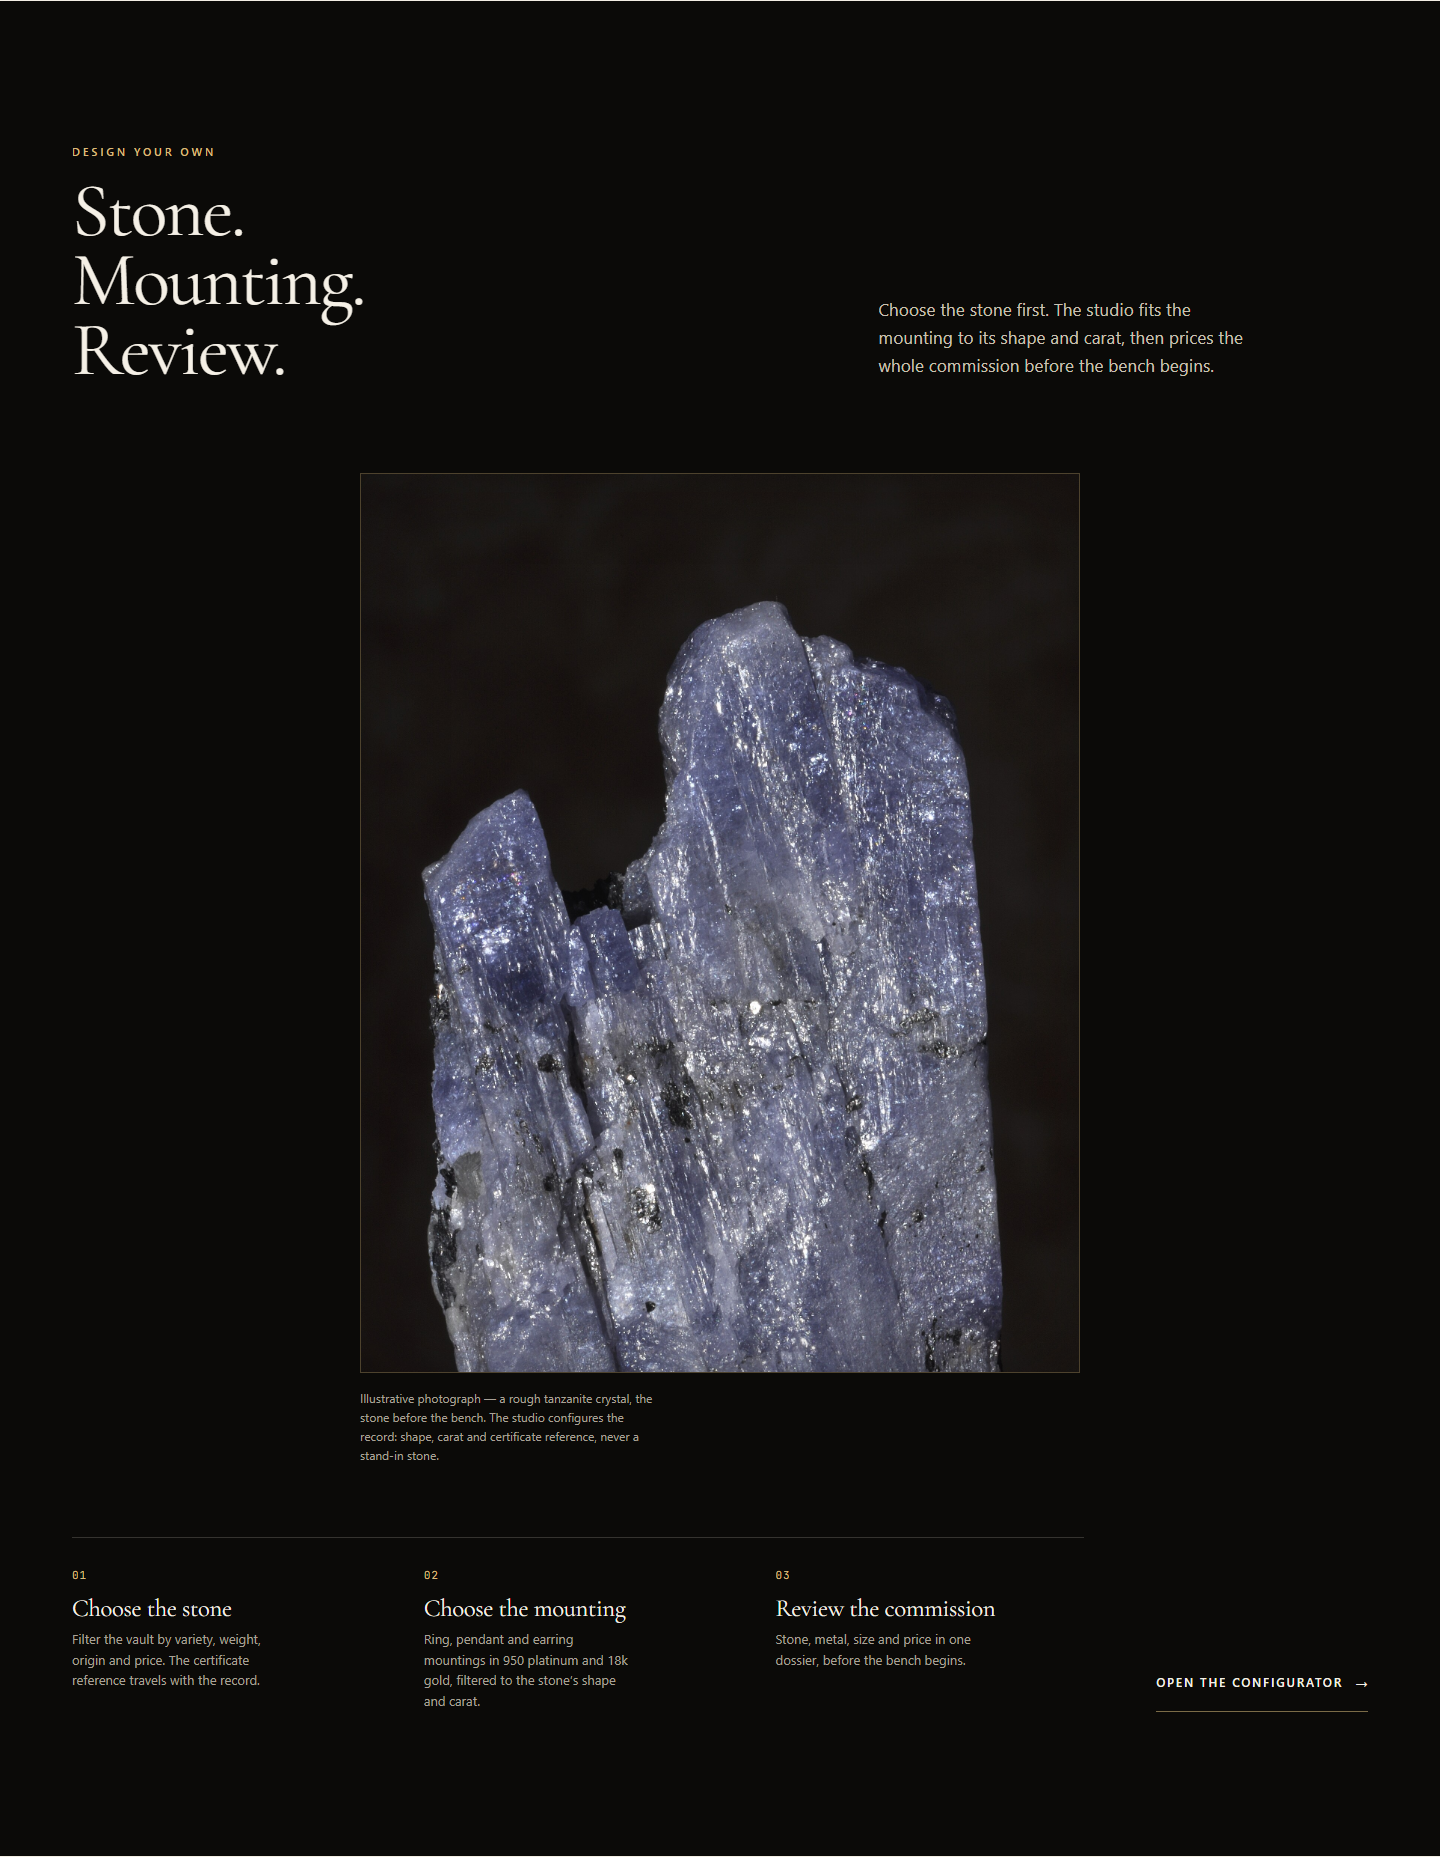 DESIGN YOUR OWN
Stone.
Mounting.
Review.
Choose the stone first. The studio fits the
mounting to its shape and carat, then prices the
whole commission before the bench begins.
Illustrative photograph — a rough tanzanite crystal, the
stone before the bench. The studio configures the
record: shape, carat and certificate reference, never a
stand-in stone.
01
Choose the stone
Filter the vault by variety, weight,
origin and price. The certificate
reference travels with the record.
02
Choose the mounting
Ring, pendant and earring
mountings in 950 platinum and 18k
gold, filtered to the stone's shape
and carat.
03
Review the commission
Stone, metal, size and price in one
dossier, before the bench begins.
OPEN THE CONFIGURATOR →